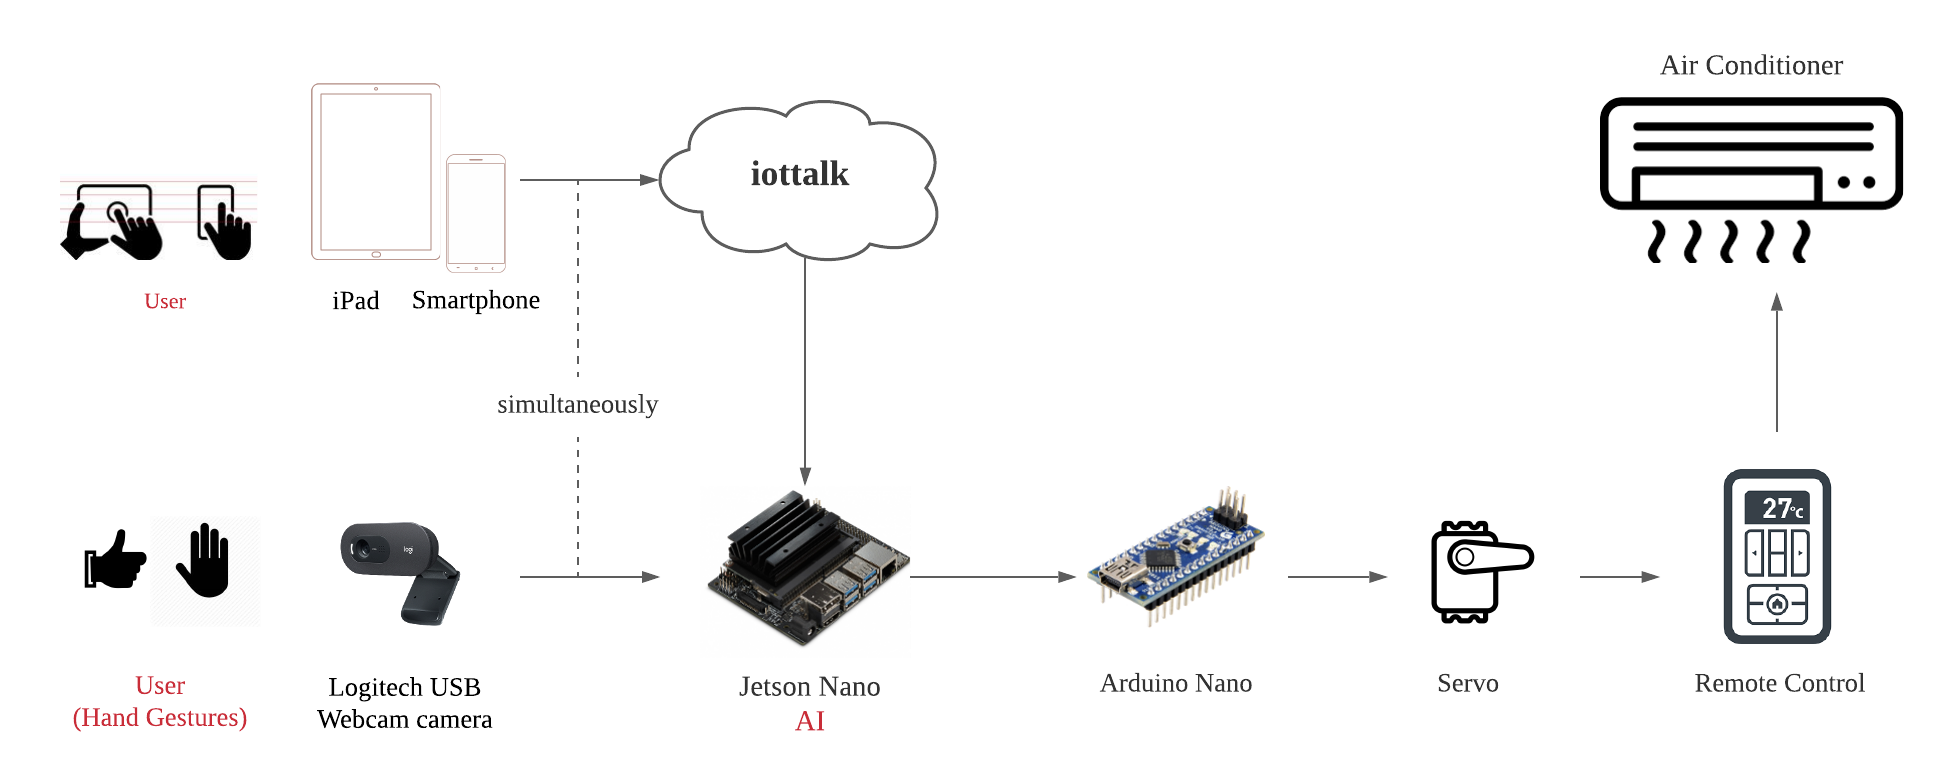 Air Conditioner
iottalk
User
iPad
Smartphone
simultaneously
logi
27°C
User
(Hand Gestures)
Logitech USB
Webcam camera
Jetson Nano
AI
Arduino Nano
Servo
Remote Control